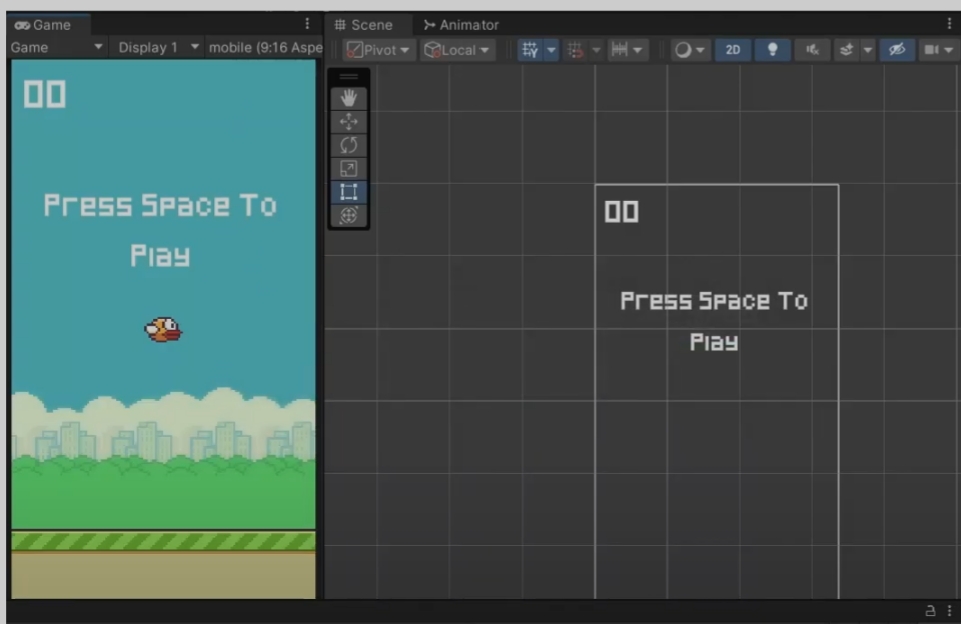 Game
Scene
Animator
Game
Display 1
mobile (9:16 Aspe
Pivot
Local
2D
00
Press Space To
Play
00
Press Space To
Play